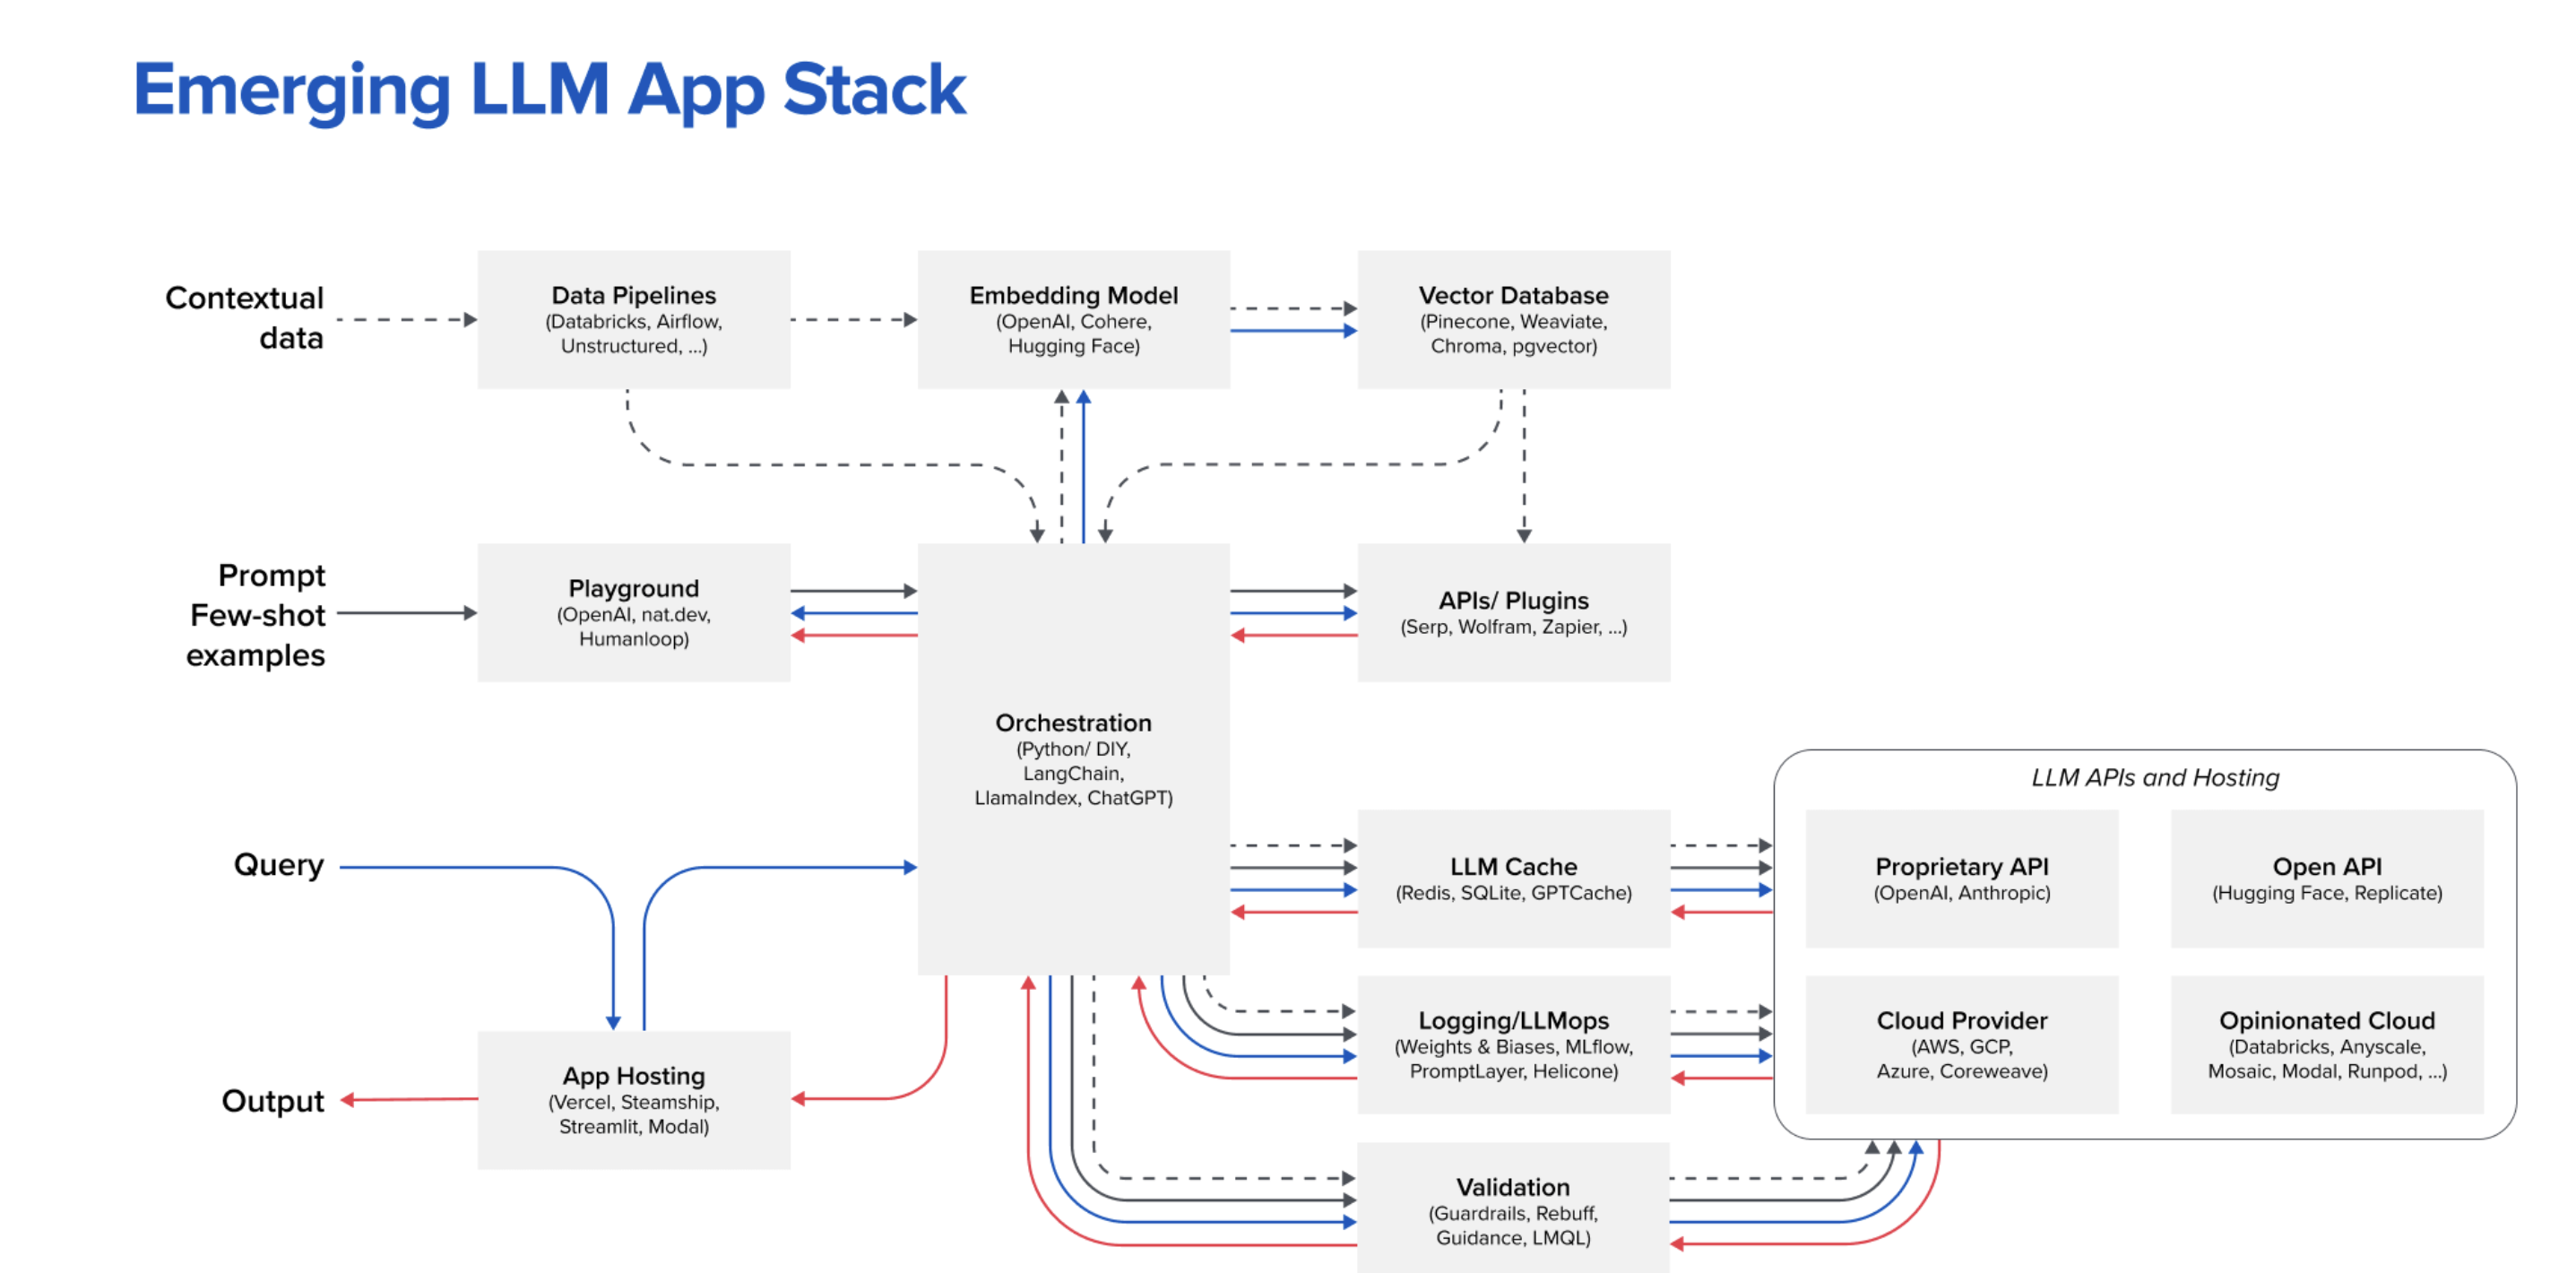 Emerging LLM App Stack
Contextual
data
Data Pipelines
(Databricks, Airflow,
Unstructured, ...)
Embedding Model
(OpenAI, Cohere,
Hugging Face)
Vector Database
(Pinecone, Weaviate,
Chroma, pgvector)
Prompt
Few-shot
examples
Playground
(OpenAI, nat.dev,
Humanloop)
Orchestration
(Python/ DIY,
LangChain,
LlamaIndex, ChatGPT)
APIs/ Plugins
(Serp, Wolfram, Zapier, ...)
Query
Output
App Hosting
(Vercel, Steamship,
Streamlit, Modal)
LLM Cache
(Redis, SQLite, GPTCache)
Logging/LLMops
(Weights & Biases, MLflow,
PromptLayer, Helicone)
Validation
(Guardrails, Rebuff,
Guidance, LMQL)
LLM APIs and Hosting
Proprietary API
(OpenAI, Anthropic)
Open API
(Hugging Face, Replicate)
Cloud Provider
(AWS, GCP,
Azure, Coreweave)
Opinionated Cloud
(Databricks, Anyscale,
Mosaic, Modal, Runpod, ...)